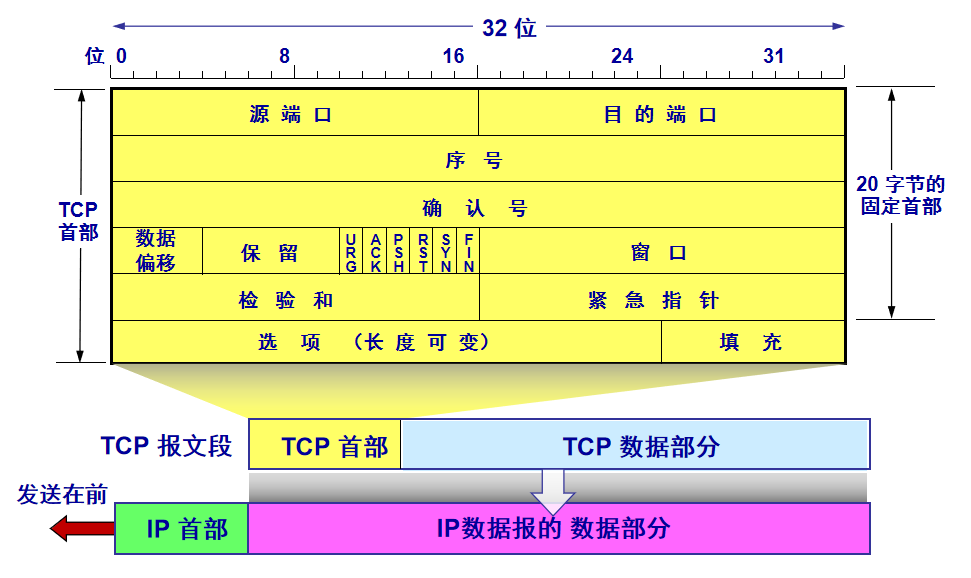 32 位
位 0 8 16 24 31
源 端 口 目 的 端 口
序 号
确 认 号
TCP
首部
20 字节的
固定首部
数据
偏移
保 留
URG
ACK
PSH
RST
SYN
FIN
窗 口
检 验 和 紧 急 指 针
选 项 （长 度 可 变） 填 充
TCP 报文段 TCP 首部 TCP 数据部分
发送在前
IP 首部 IP数据报的 数据部分